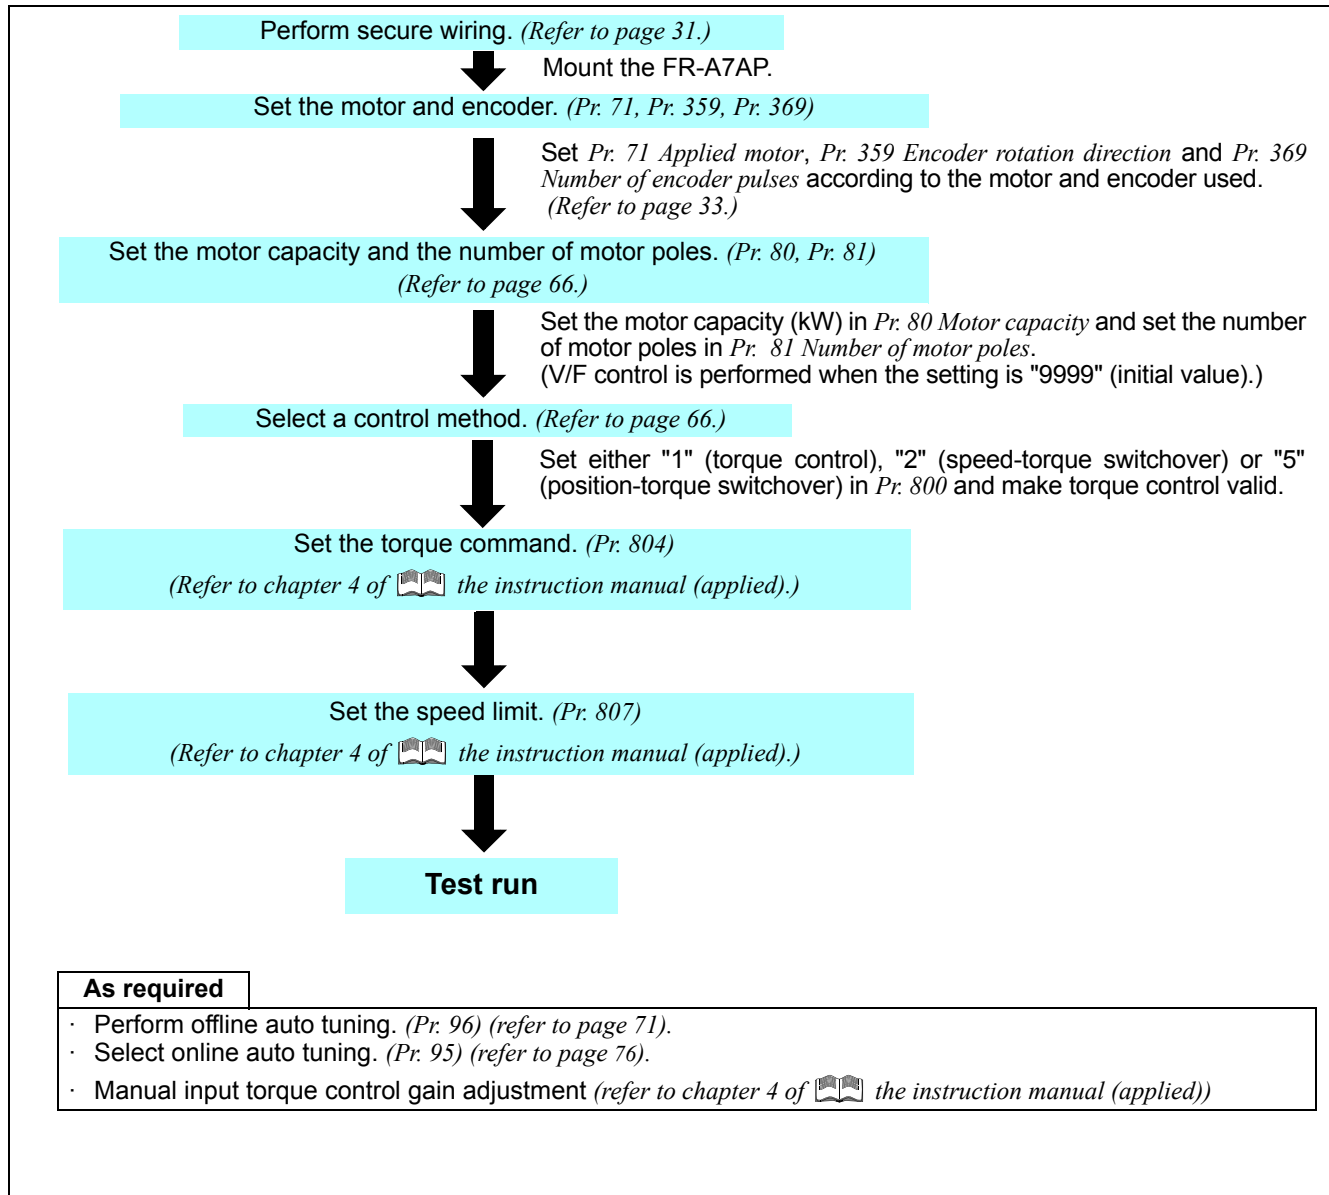 Perform secure wiring. (Refer to page 31.)
Mount the FR-A7AP.
Set the motor and encoder. (Pr. 71, Pr. 359, Pr. 369)
Set Pr. 71 Applied motor, Pr. 359 Encoder rotation direction and Pr. 369
Number of encoder pulses according to the motor and encoder used.
(Refer to page 33.)
Set the motor capacity and the number of motor poles. (Pr. 80, Pr. 81)
(Refer to page 66.)
Set the motor capacity (kW) in Pr. 80 Motor capacity and set the number
of motor poles in Pr. 81 Number of motor poles.
(V/F control is performed when the setting is "9999" (initial value).)
Select a control method. (Refer to page 66.)
Set either "1" (torque control), "2" (speed-torque switchover) or "5"
(position-torque switchover) in Pr. 800 and make torque control valid.
Set the torque command. (Pr. 804)
(Refer to chapter 4 of the instruction manual (applied).)
Set the speed limit. (Pr. 807)
(Refer to chapter 4 of the instruction manual (applied).)
Test run
As required
· Perform offline auto tuning. (Pr. 96) (refer to page 71).
· Select online auto tuning. (Pr. 95) (refer to page 76).
· Manual input torque control gain adjustment (refer to chapter 4 of the instruction manual (applied))